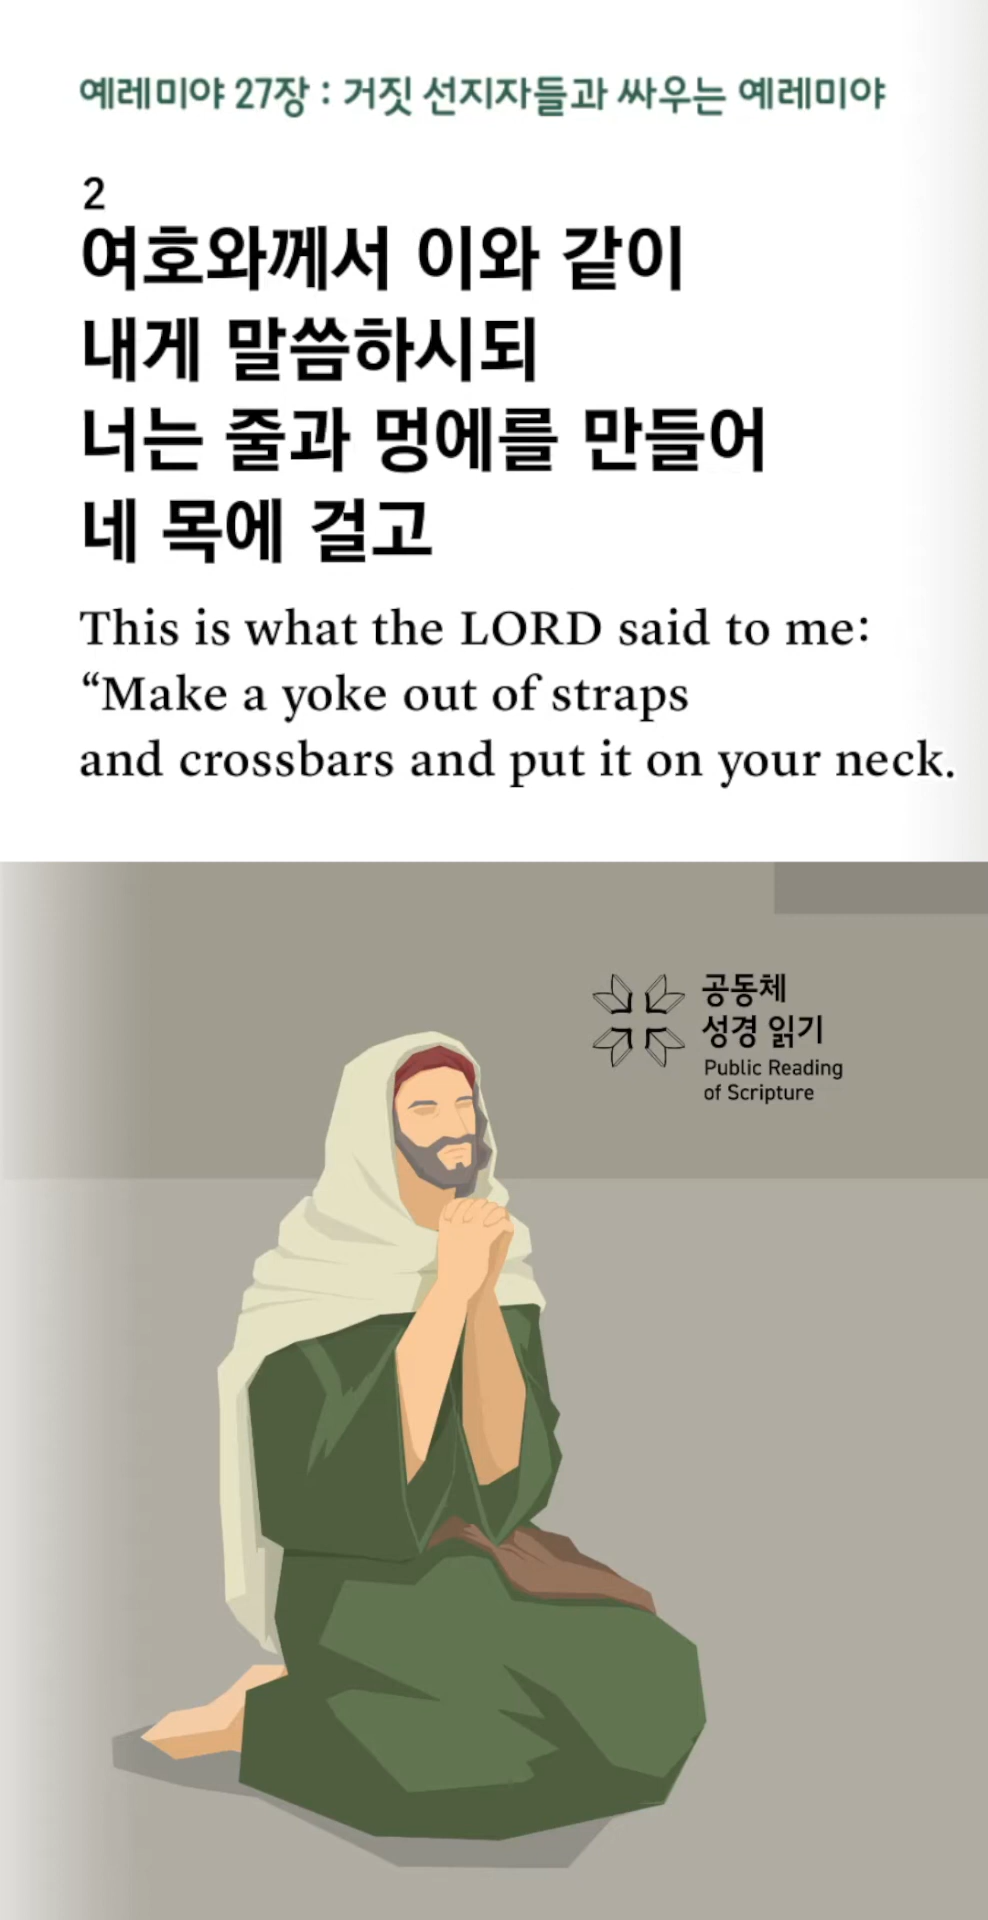 예레미야 27장 : 거짓 선지자들과 싸우는 예레미야
2
여호와께서 이와 같이
내게 말씀하시되
너는 줄과 멍에를 만들어
네 목에 걸고
This is what the LORD said to me:
“Make a yoke out of straps
and crossbars and put it on your neck.
공동체
성경 읽기
Public Reading
of Scripture